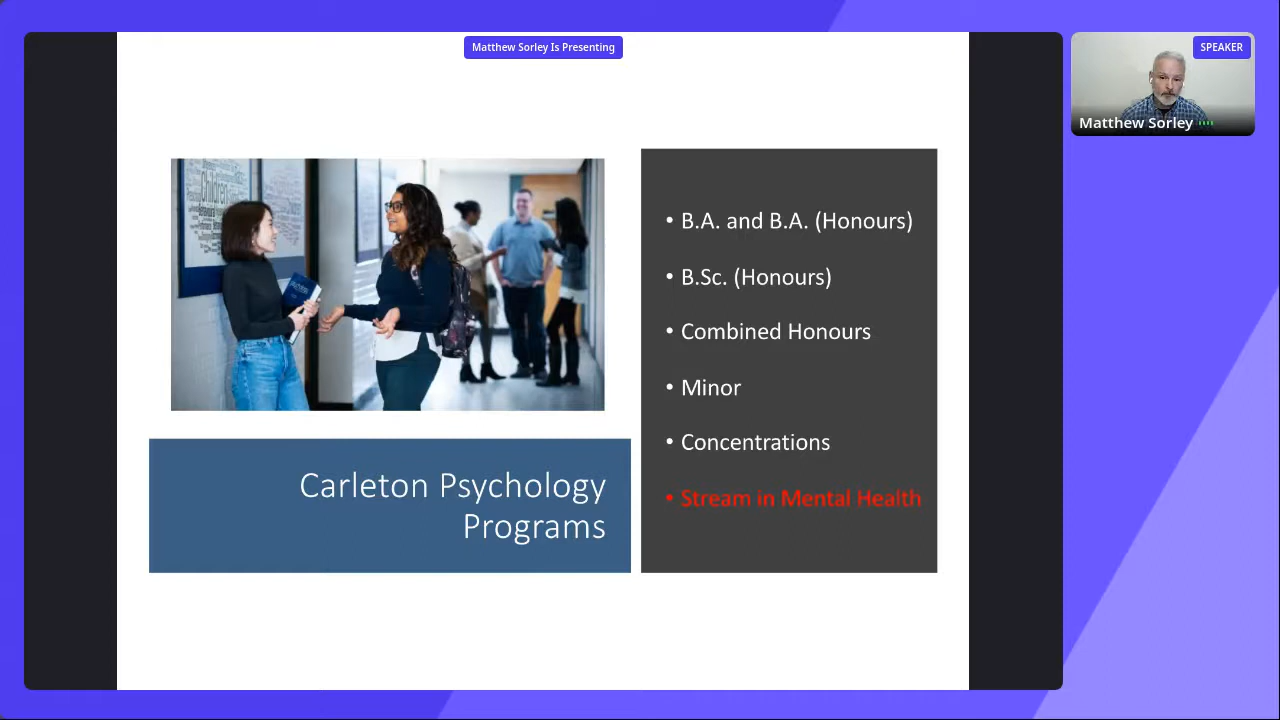 Matthew Sorley Is Presenting
SPEAKER
Matthew Sorley
Children
• B.A. and B.A. (Honours)
• B.Sc. (Honours)
• Combined Honours
• Minor
• Concentrations
• Stream in Mental Health
Carleton Psychology
Programs